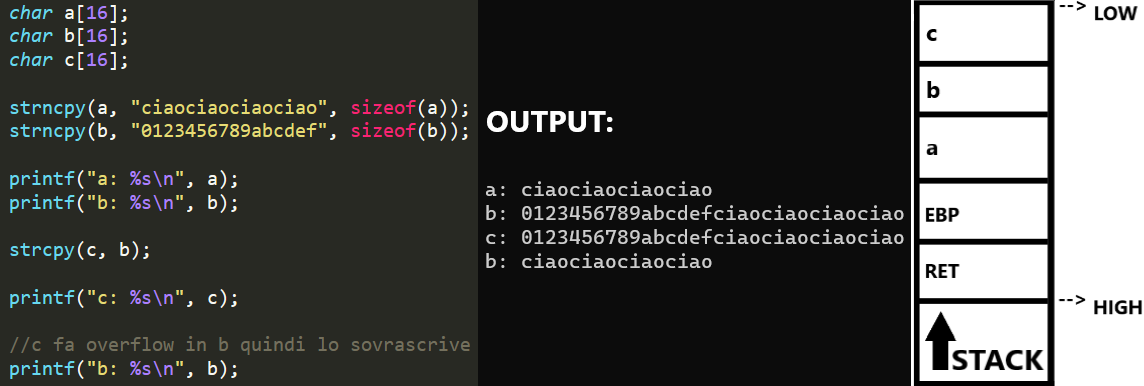 char a[16];
char b[16];
char c[16];
strncpy(a, "ciaociaociaociao", sizeof(a));
strncpy(b, "0123456789abcdef", sizeof(b));
printf("a: %s\n", a);
printf("b: %s\n", b);
strcpy(c, b);
printf("c: %s\n", c);
//c fa overflow in b quindi lo sovrascrive
printf("b: %s\n", b);
OUTPUT:
a: ciaociaociaociao
b: 0123456789abcdefciaociaociaociao
c: 0123456789abcdefciaociaociaociao
b: ciaociaociaociao
--> LOW
c
b
a
EBP
RET
--> HIGH
STACK